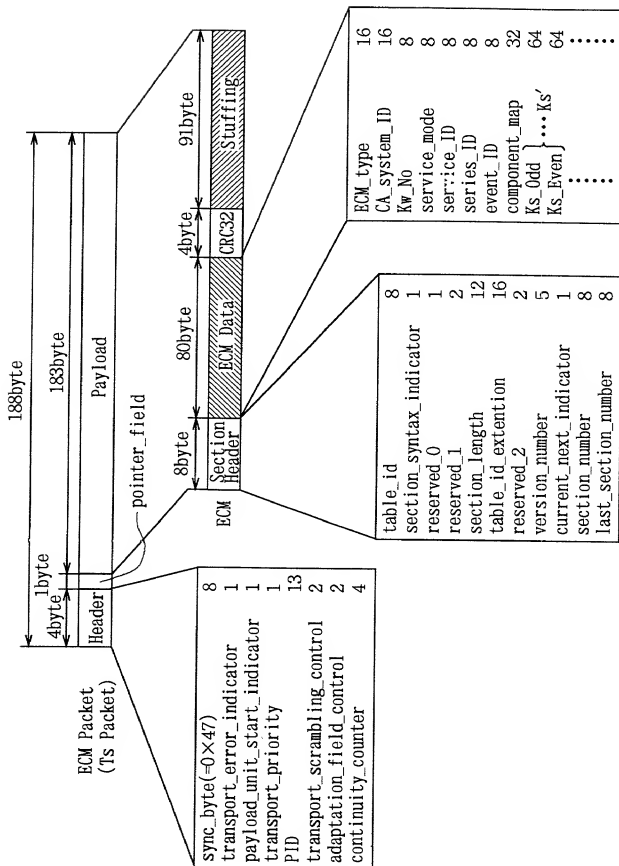 188byte
4byte 1byte 183byte
Header Payload
pointer_field
ECM Packet
(Ts Packet)
8byte 80byte 4byte 91byte
Section
Header ECM Data CRC32 Stuffing
ECM
sync_byte(=0×47) 8
transport_error_indicator 1
payload_unit_start_indicator 1
transport_priority 1
PID 13
transport_scrambling_control 2
adaptation_field_control 2
continuity_counter 4
table_id 8
section_syntax_indicator 1
reserved_0 1
reserved_1 2
section_length 12
table_id_extention 16
reserved_2 2
version_number 5
current_next_indicator 1
section_number 8
last_section_number 8
ECM_type 16
CA_system_ID 16
Kw_No 8
service_mode 8
service_ID 8
series_ID 8
event_ID 8
component_map 32
Ks_Odd 64
Ks_Even 64
}…Ks′
…… ……